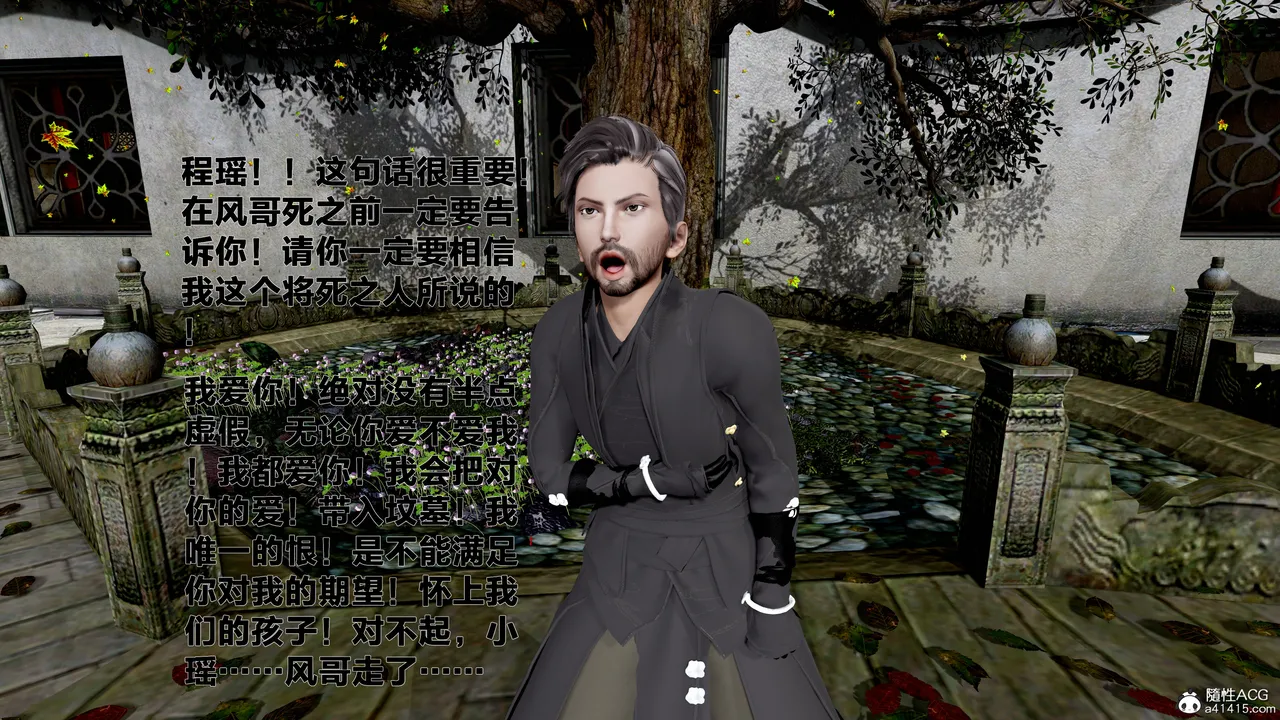 程瑶！！这句话很重要！
在风哥死之前一定要告
诉你！请你一定要相信
我这个将死之人所说的
！
我爱你！绝对没有半点
虚假，无论你爱不爱我
！我都爱你！我会把对
你的爱！带入坟墓！我
唯一的恨！是不能满足
你对我的期望！怀上我
们的孩子！对不起，小
瑶……风哥走了……
隨性ACG
a41415.com